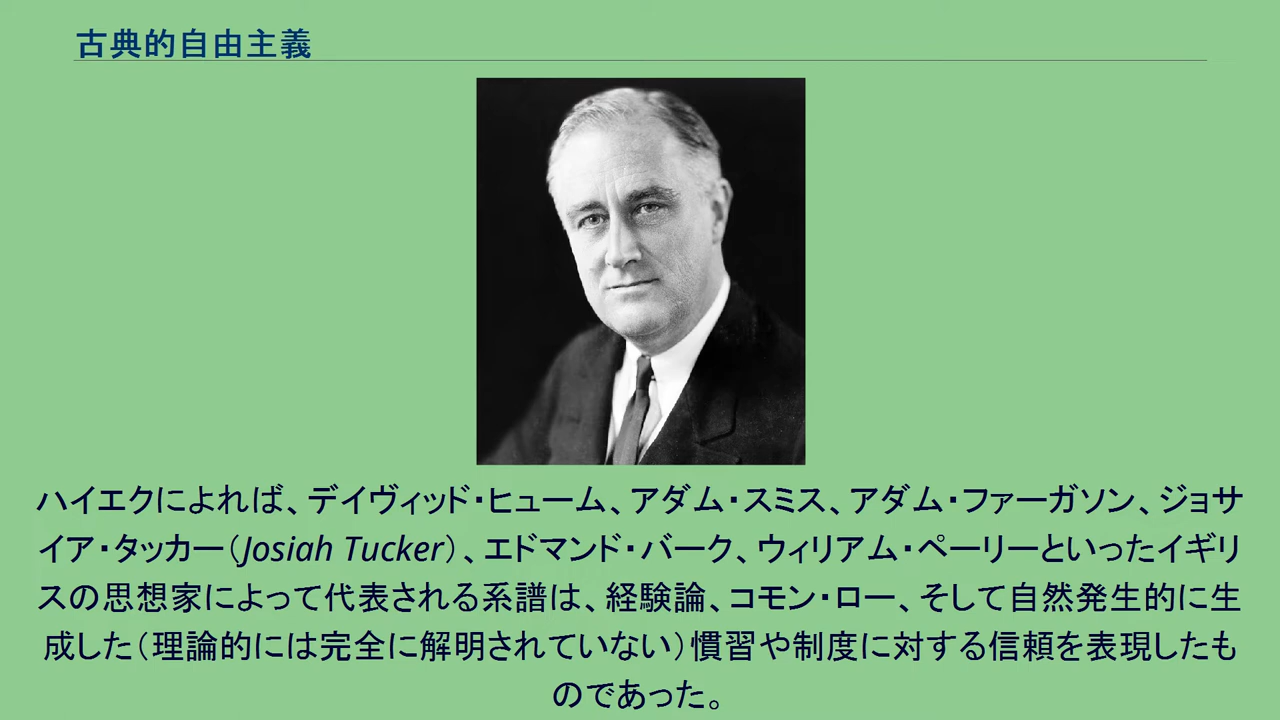 古典的自由主義
ハイエクによれば、デイヴィッド・ヒューム、アダム・スミス、アダム・ファーガソン、ジョサ
イア・タッカー（Josiah Tucker）、エドマンド・バーク、ウィリアム・ペーリーといったイギリ
スの思想家によって代表される系譜は、経験論、コモン・ロー、そして自然発生的に生
成した（理論的には完全に解明されていない）慣習や制度に対する信頼を表現したも
のであった。